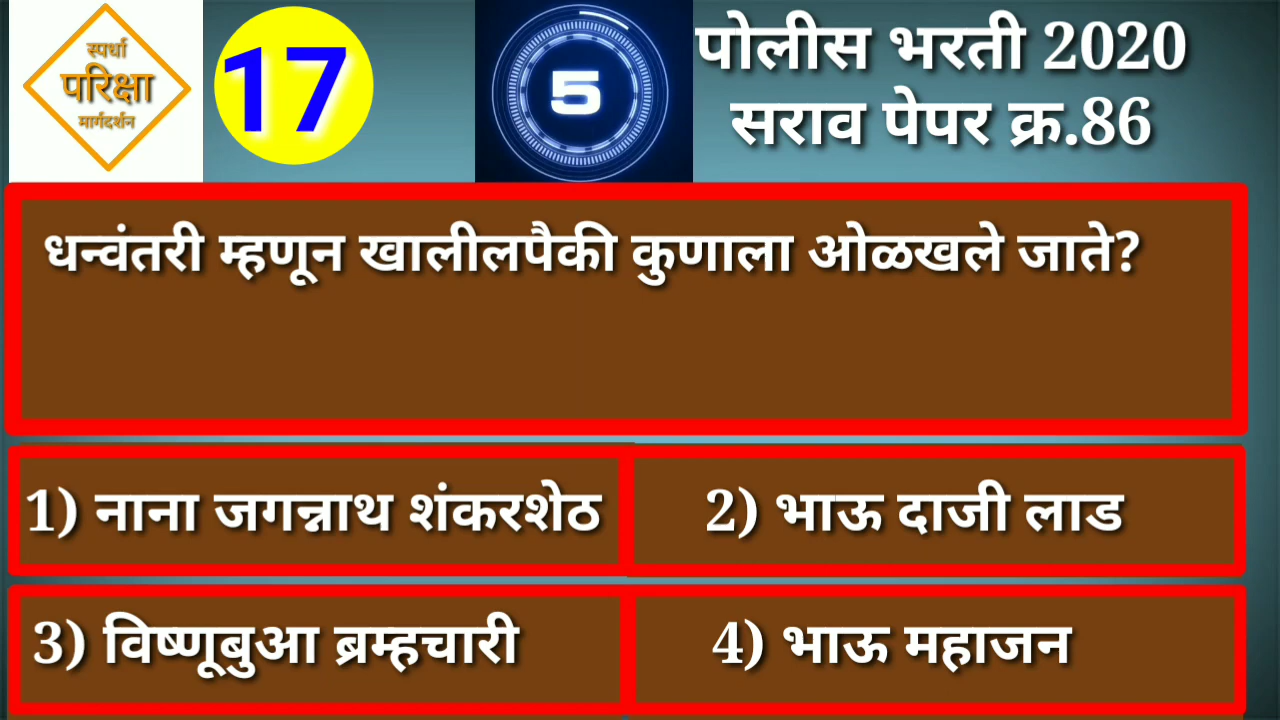 स्पर्धा
परिक्षा
मार्गदर्शन
17
5
पोलीस भरती 2020
सराव पेपर क्र.86
धन्वंतरी म्हणून खालीलपैकी कुणाला ओळखले जाते?
1) नाना जगन्नाथ शंकरशेठ
2) भाऊ दाजी लाड
3) विष्णूबुआ ब्रम्हचारी
4) भाऊ महाजन